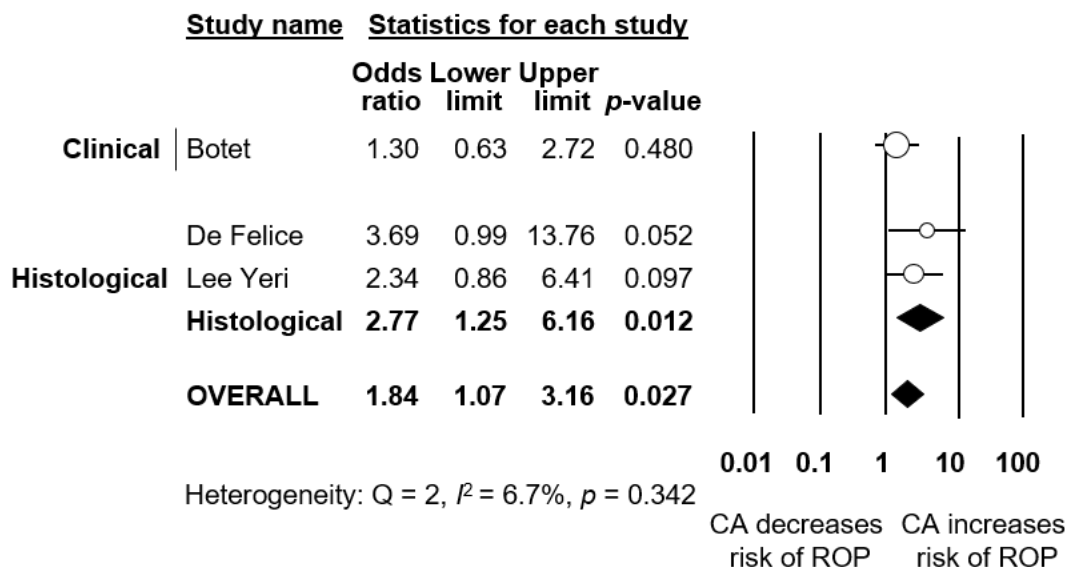 Study name Statistics for each study
Odds ratio Lower limit Upper limit p-value
Clinical Botet 1.30 0.63 2.72 0.480
De Felice 3.69 0.99 13.76 0.052
Histological Lee Yeri 2.34 0.86 6.41 0.097
Histological 2.77 1.25 6.16 0.012
OVERALL 1.84 1.07 3.16 0.027
0.01 0.1 1 10 100
Heterogeneity: Q = 2, I² = 6.7%, p = 0.342
CA decreases risk of ROP
CA increases risk of ROP